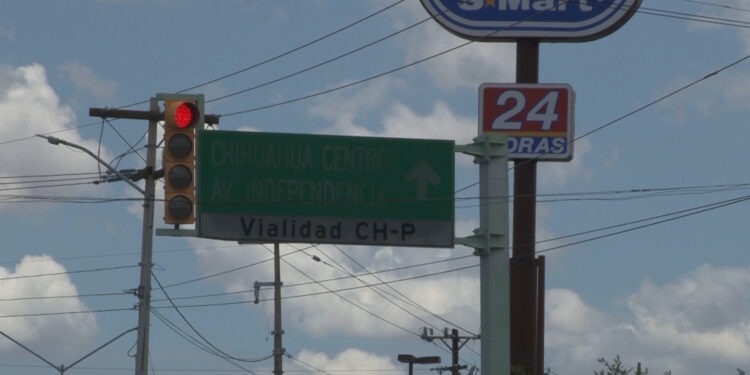 S★Mart
24
HORAS
CHIHUAHUA CENTRO
AV. INDEPENDENCIA
Vialidad CH-P